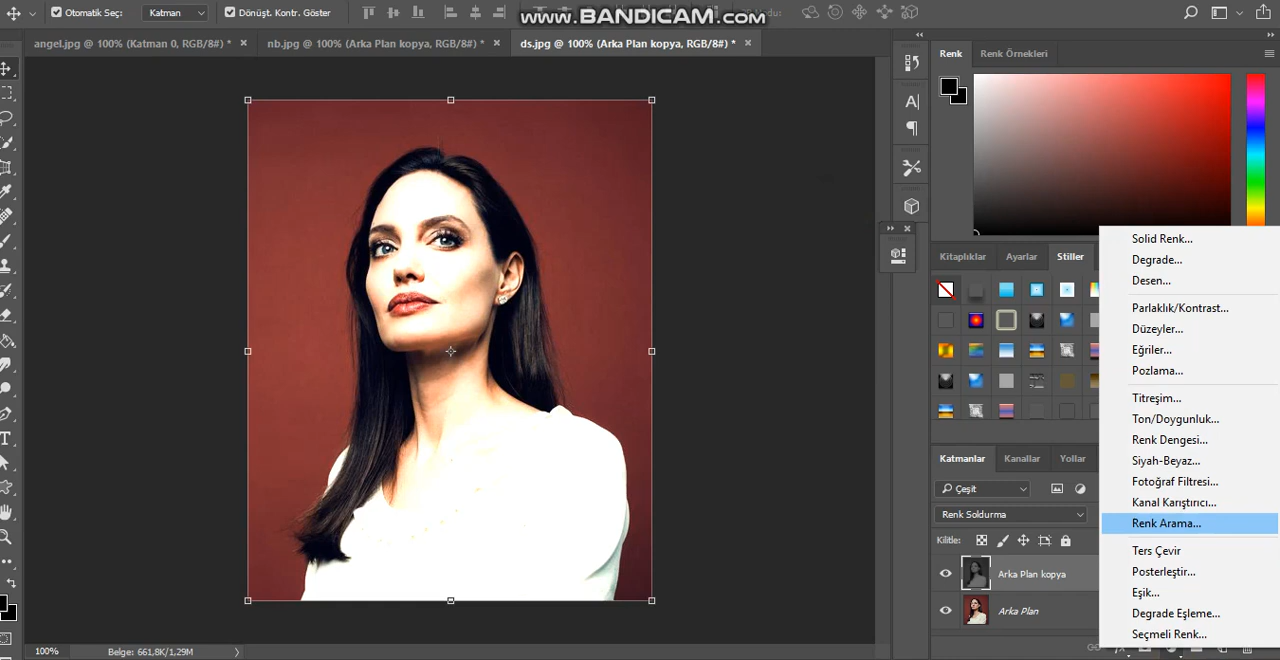 Otomatik Seç:
Katman
Dönüşt. Kontr. Göster
www.BANDICAM.com
angel.jpg @ 100% (Katman 0, RGB/8#) *
nb.jpg @ 100% (Arka Plan kopya, RGB/8#) *
ds.jpg @ 100% (Arka Plan kopya, RGB/8#) *
Renk
Renk Örnekleri
Kitaplıklar
Ayarlar
Stiller
Solid Renk...
Degrade...
Desen...
Parlaklık/Kontrast...
Düzeyler...
Eğriler...
Pozlama...
Titreşim...
Ton/Doygunluk...
Renk Dengesi...
Siyah-Beyaz...
Fotoğraf Filtresi...
Kanal Karıştırıcı...
Renk Arama...
Ters Çevir
Posterleştir...
Eşik...
Degrade Eşleme...
Seçmeli Renk...
Katmanlar
Kanallar
Yollar
Çeşit
Renk Soldurma
Kilitle:
Arka Plan kopya
Arka Plan
100%
Belge: 661,8K/1,29M